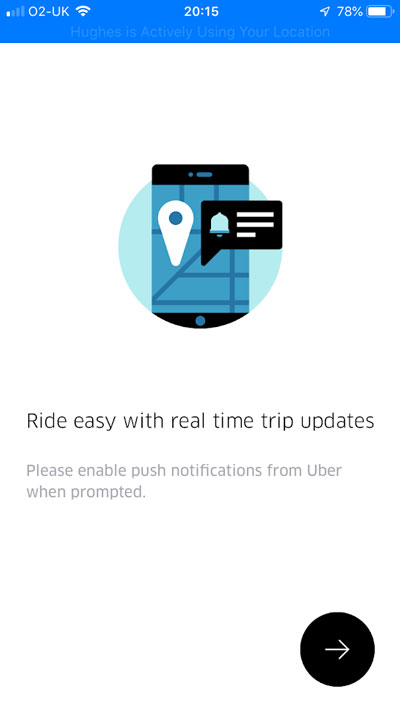 O2-UK 20:15 78%
Hughes is Actively Using Your Location
Ride easy with real time trip updates
Please enable push notifications from Uber
when prompted.